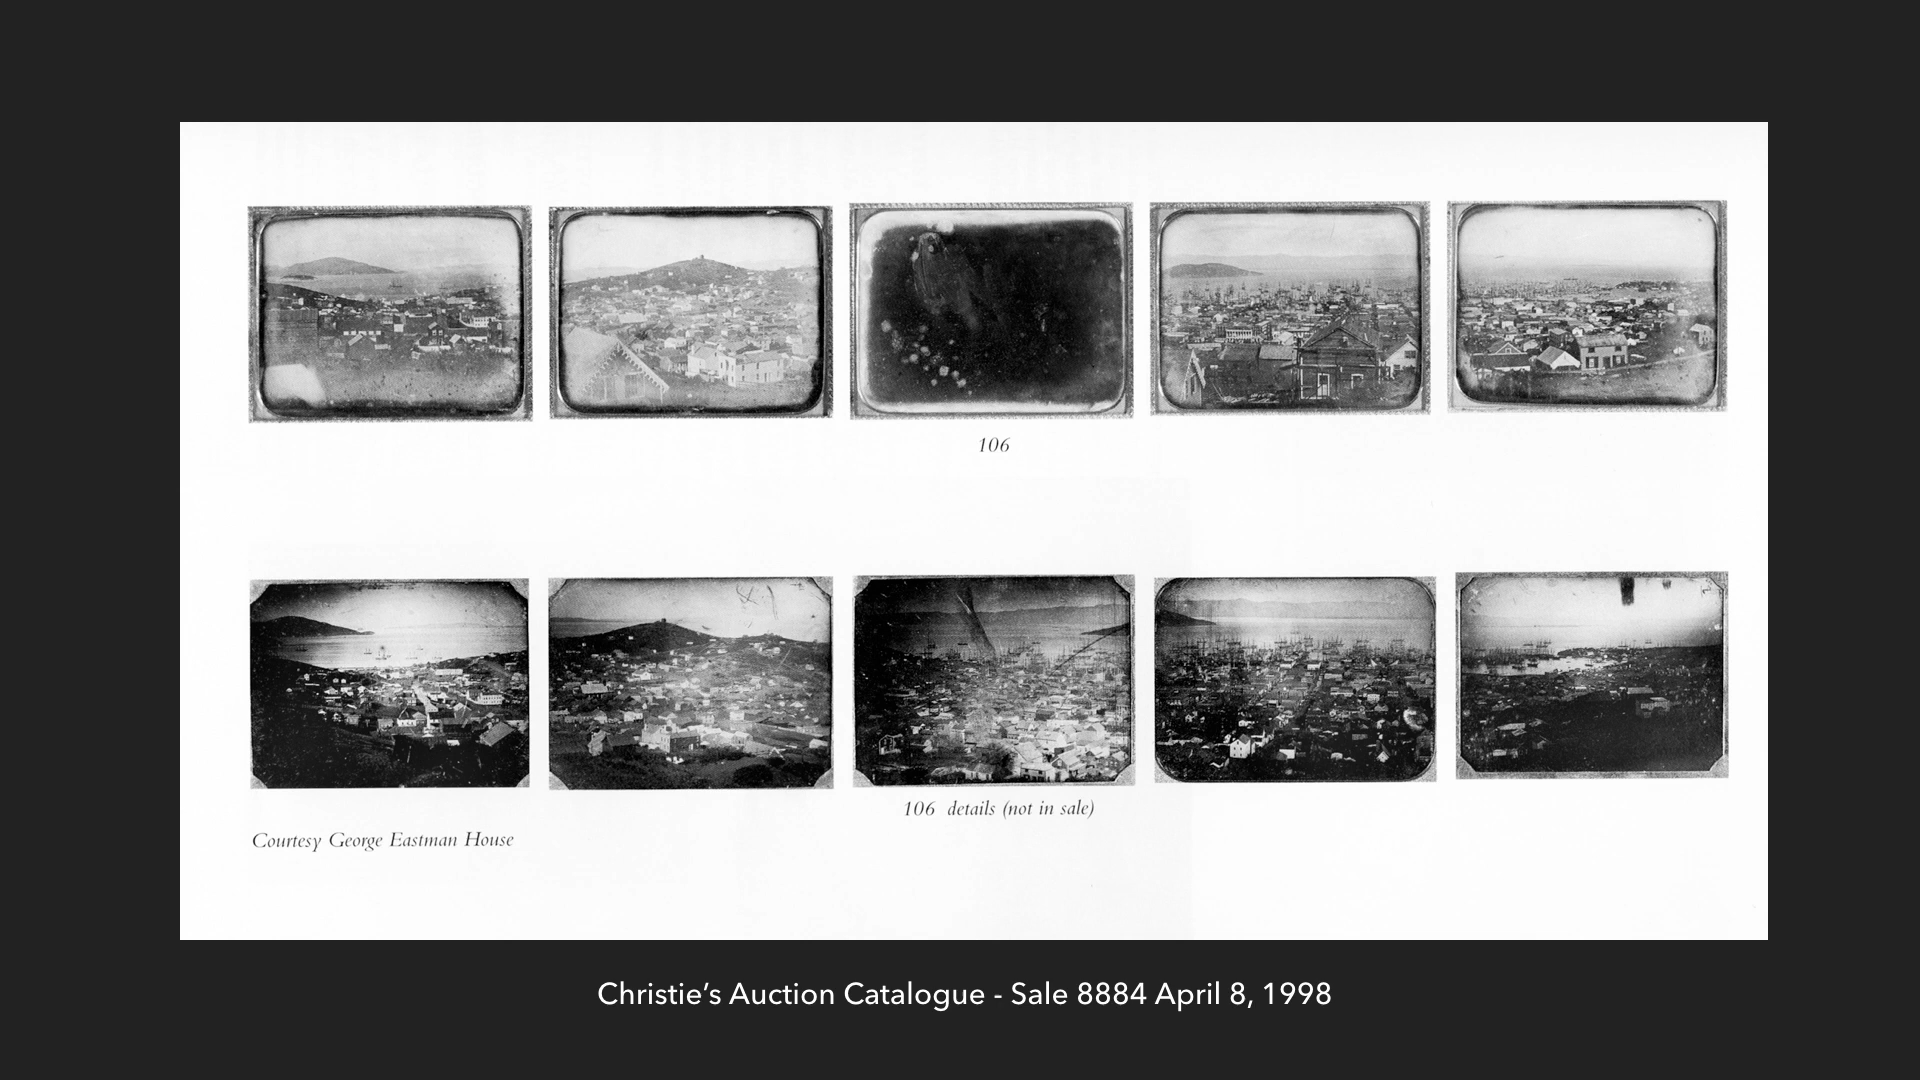 106
106 details (not in sale)
Courtesy George Eastman House
Christie’s Auction Catalogue - Sale 8884 April 8, 1998